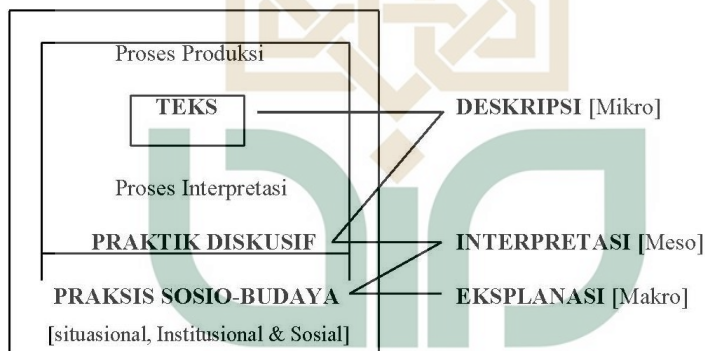 Proses Produksi
TEKS
DESKRIPSI [Mikro]
Proses Interpretasi
PRAKTIK DISKUSIF
INTERPRETASI [Meso]
PRAKSIS SOSIO-BUDAYA
EKSPLANASI [Makro]
[situasional, Institusional & Sosial]